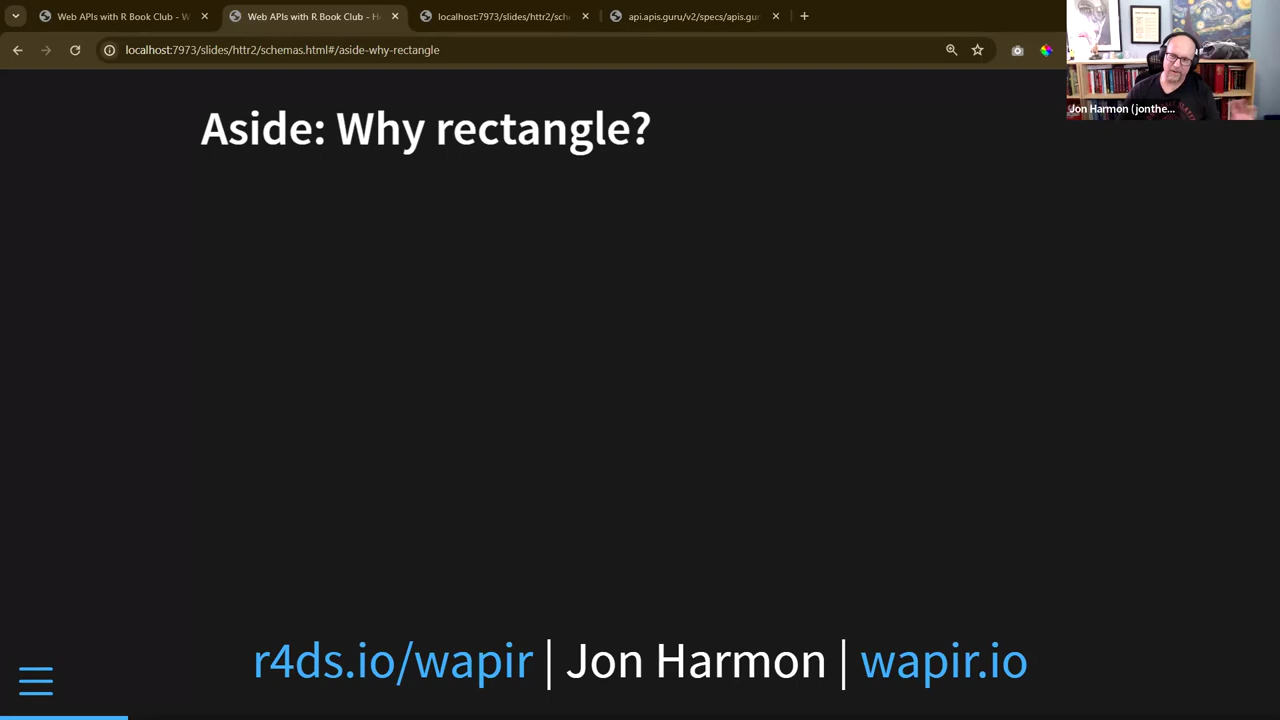 Web APIs with R Book Club - W
Web APIs with R Book Club - H
localhost:7973/slides/httr2/sche
api.apis.guru/v2/specs/apis.gur
localhost:7973/slides/httr2/schemas.html#/aside-why-rectangle
Jon Harmon (jonthe...
Aside: Why rectangle?
r4ds.io/wapir | Jon Harmon | wapir.io